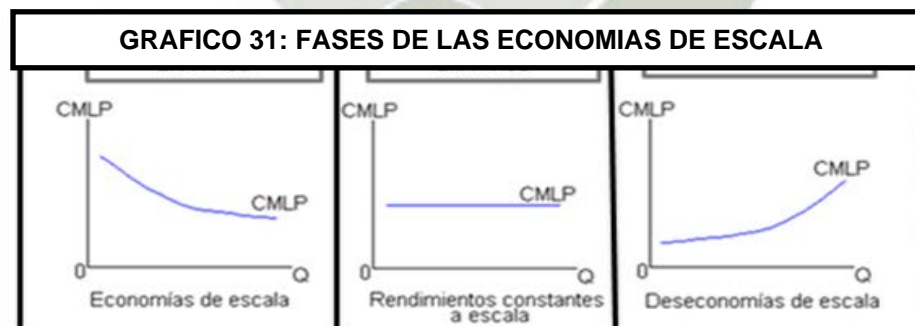 GRAFICO 31: FASES DE LAS ECONOMIAS DE ESCALA
CMLP
CMLP
0
Q
Economías de escala
CMLP
CMLP
0
Q
Rendimientos constantes
a escala
CMLP
CMLP
0
Q
Deseconomías de escala